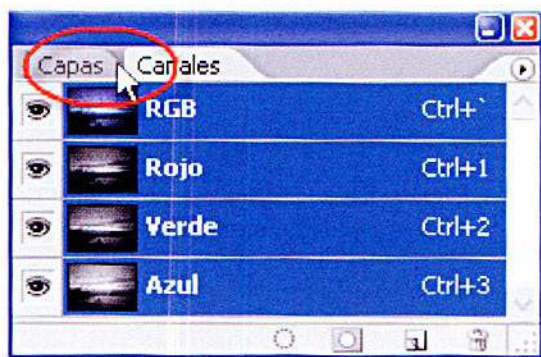 Capas Canales
RGB Ctrl+`
Rojo Ctrl+1
Verde Ctrl+2
Azul Ctrl+3